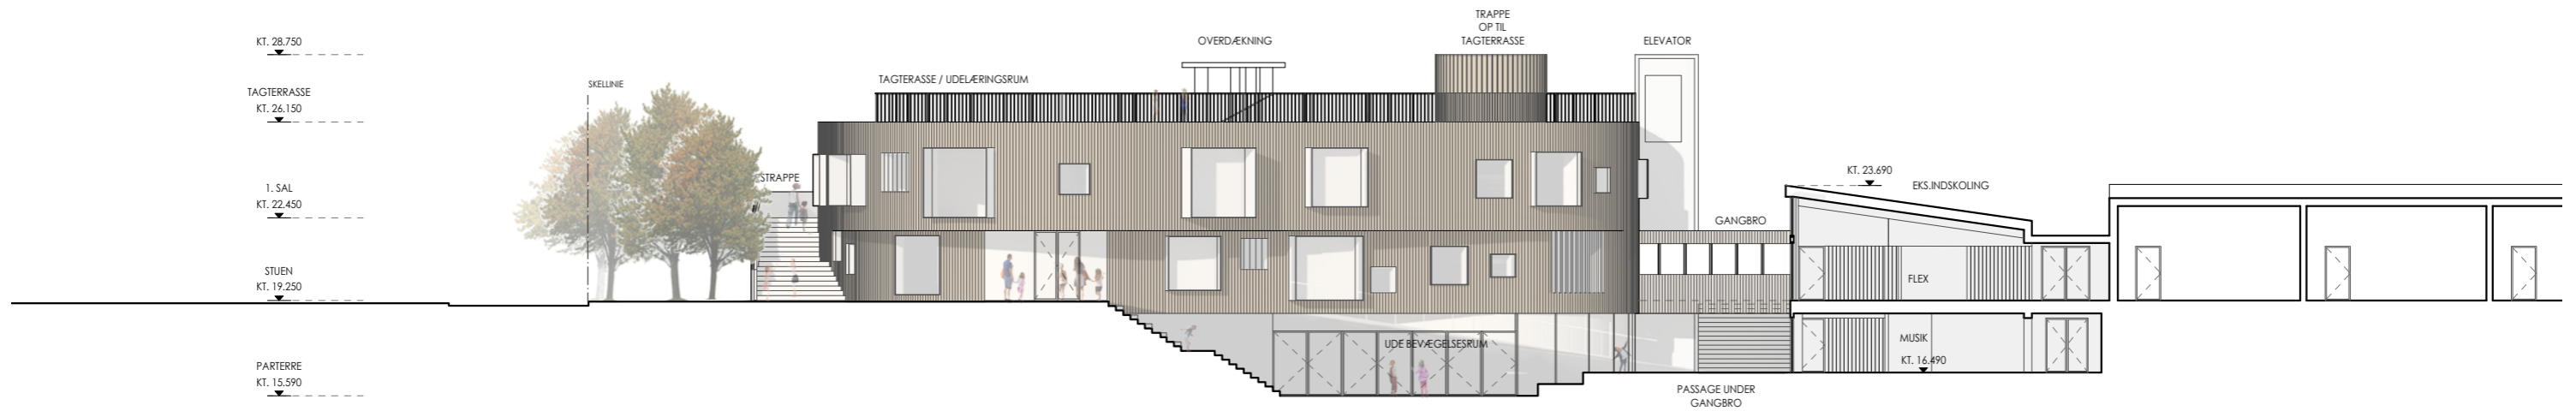 KT. 28.750
TAGTERRASSE
KT. 26.150
1. SAL
KT. 22.450
STUEN
KT. 19.250
PARTERRE
KT. 15.590
SKELLINIE
STRAPPE
TAGTERASSE / UDELÆRINGSRUM
OVERDÆKNING
TRAPPE
OP TIL
TAGTERRASSE
ELEVATOR
GANGBRO
KT. 23.690
EKS.INDSKOLING
FLEX
MUSIK
KT. 16.490
UDE BEVÆGELSESRUM
PASSAGE UNDER
GANGBRO